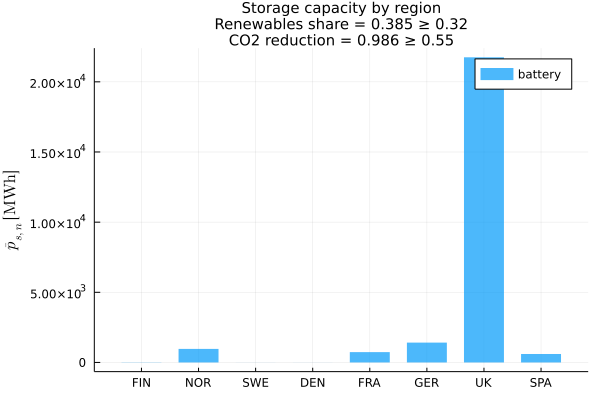 Storage capacity by region
Renewables share = 0.385 ≥ 0.32
CO2 reduction = 0.986 ≥ 0.55
battery
p̄ₛ,ₙ [MWh]
2.00×10⁴
1.50×10⁴
1.00×10⁴
5.00×10³
0
FIN NOR SWE DEN FRA GER UK SPA